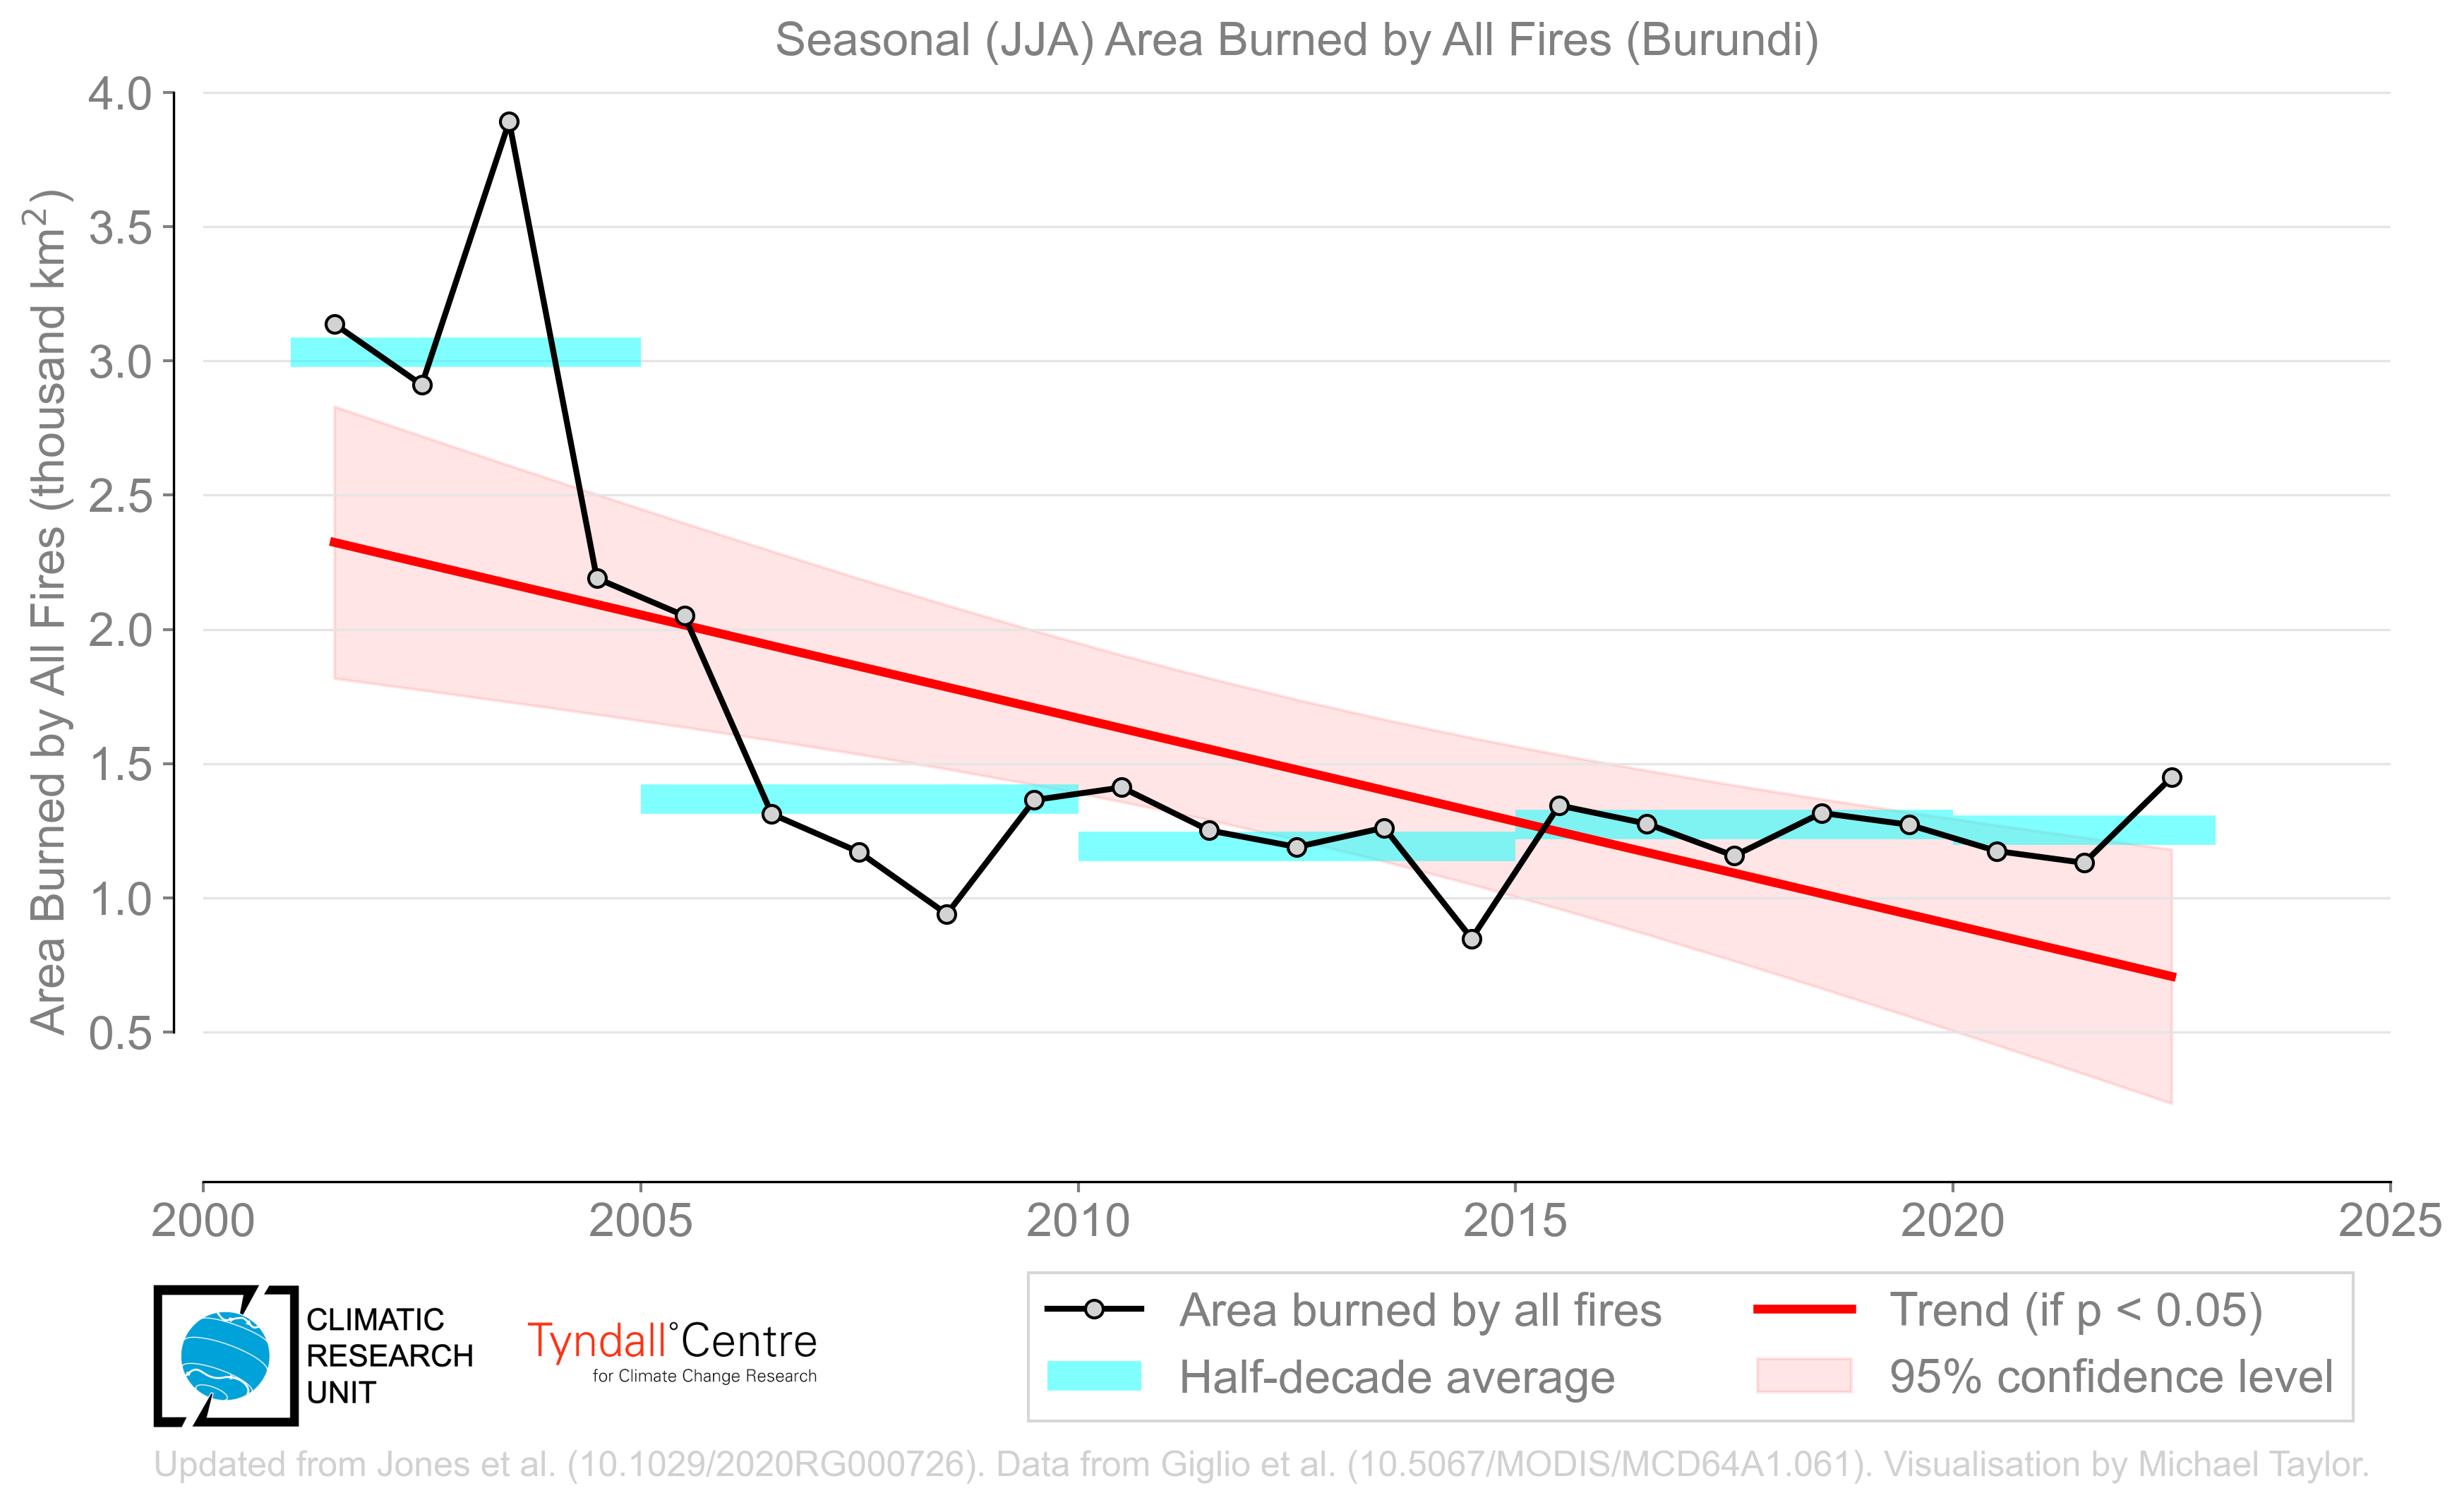 Seasonal (JJA) Area Burned by All Fires (Burundi)
Area Burned by All Fires (thousand km²)
4.0
3.5
3.0
2.5
2.0
1.5
1.0
0.5
2000 2005 2010 2015 2020 2025
CLIMATIC
RESEARCH
UNIT
Tyndall°Centre
for Climate Change Research
Area burned by all fires
Half-decade average
Trend (if p < 0.05)
95% confidence level
Updated from Jones et al. (10.1029/2020RG000726). Data from Giglio et al. (10.5067/MODIS/MCD64A1.061). Visualisation by Michael Taylor.